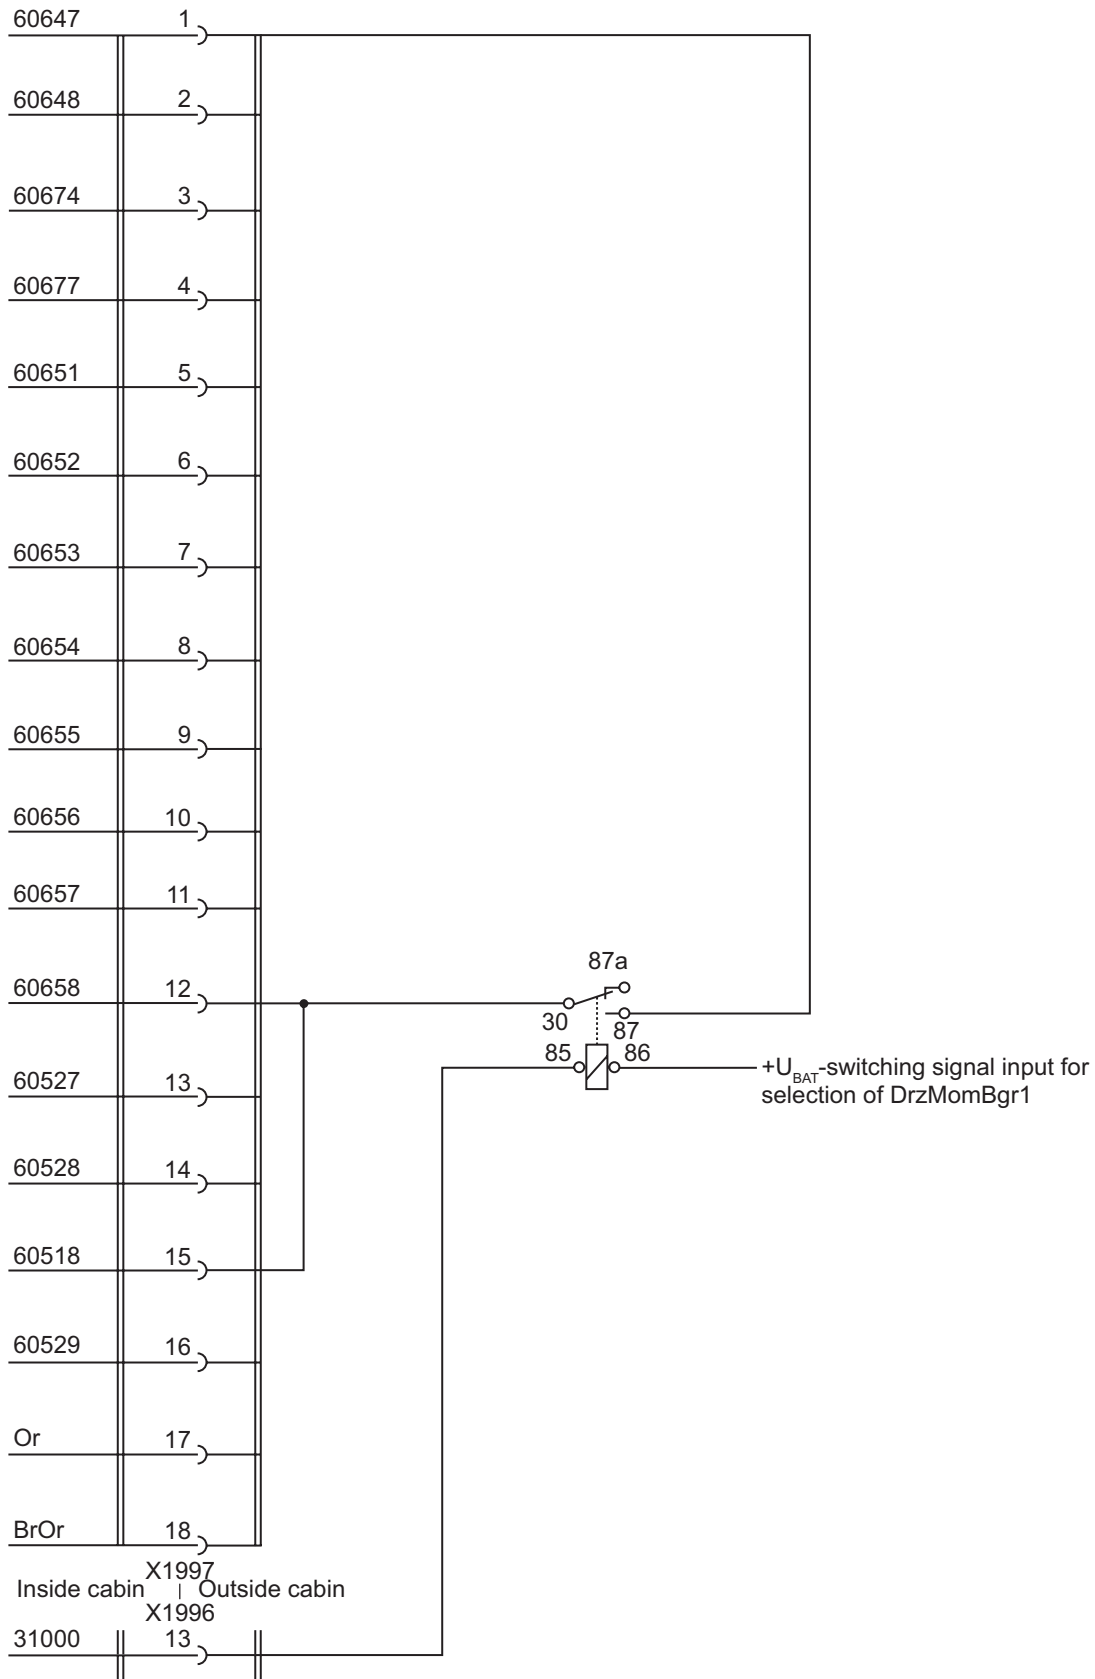 60647 1
60648 2
60674 3
60677 4
60651 5
60652 6
60653 7
60654 8
60655 9
60656 10
60657 11
87a
60658 12
30
87
85 86
+UBAT-switching signal input for
selection of DrzMomBgr1
60527 13
60528 14
60518 15
60529 16
Or 17
BrOr 18
X1997
Inside cabin | Outside cabin
X1996
31000 13